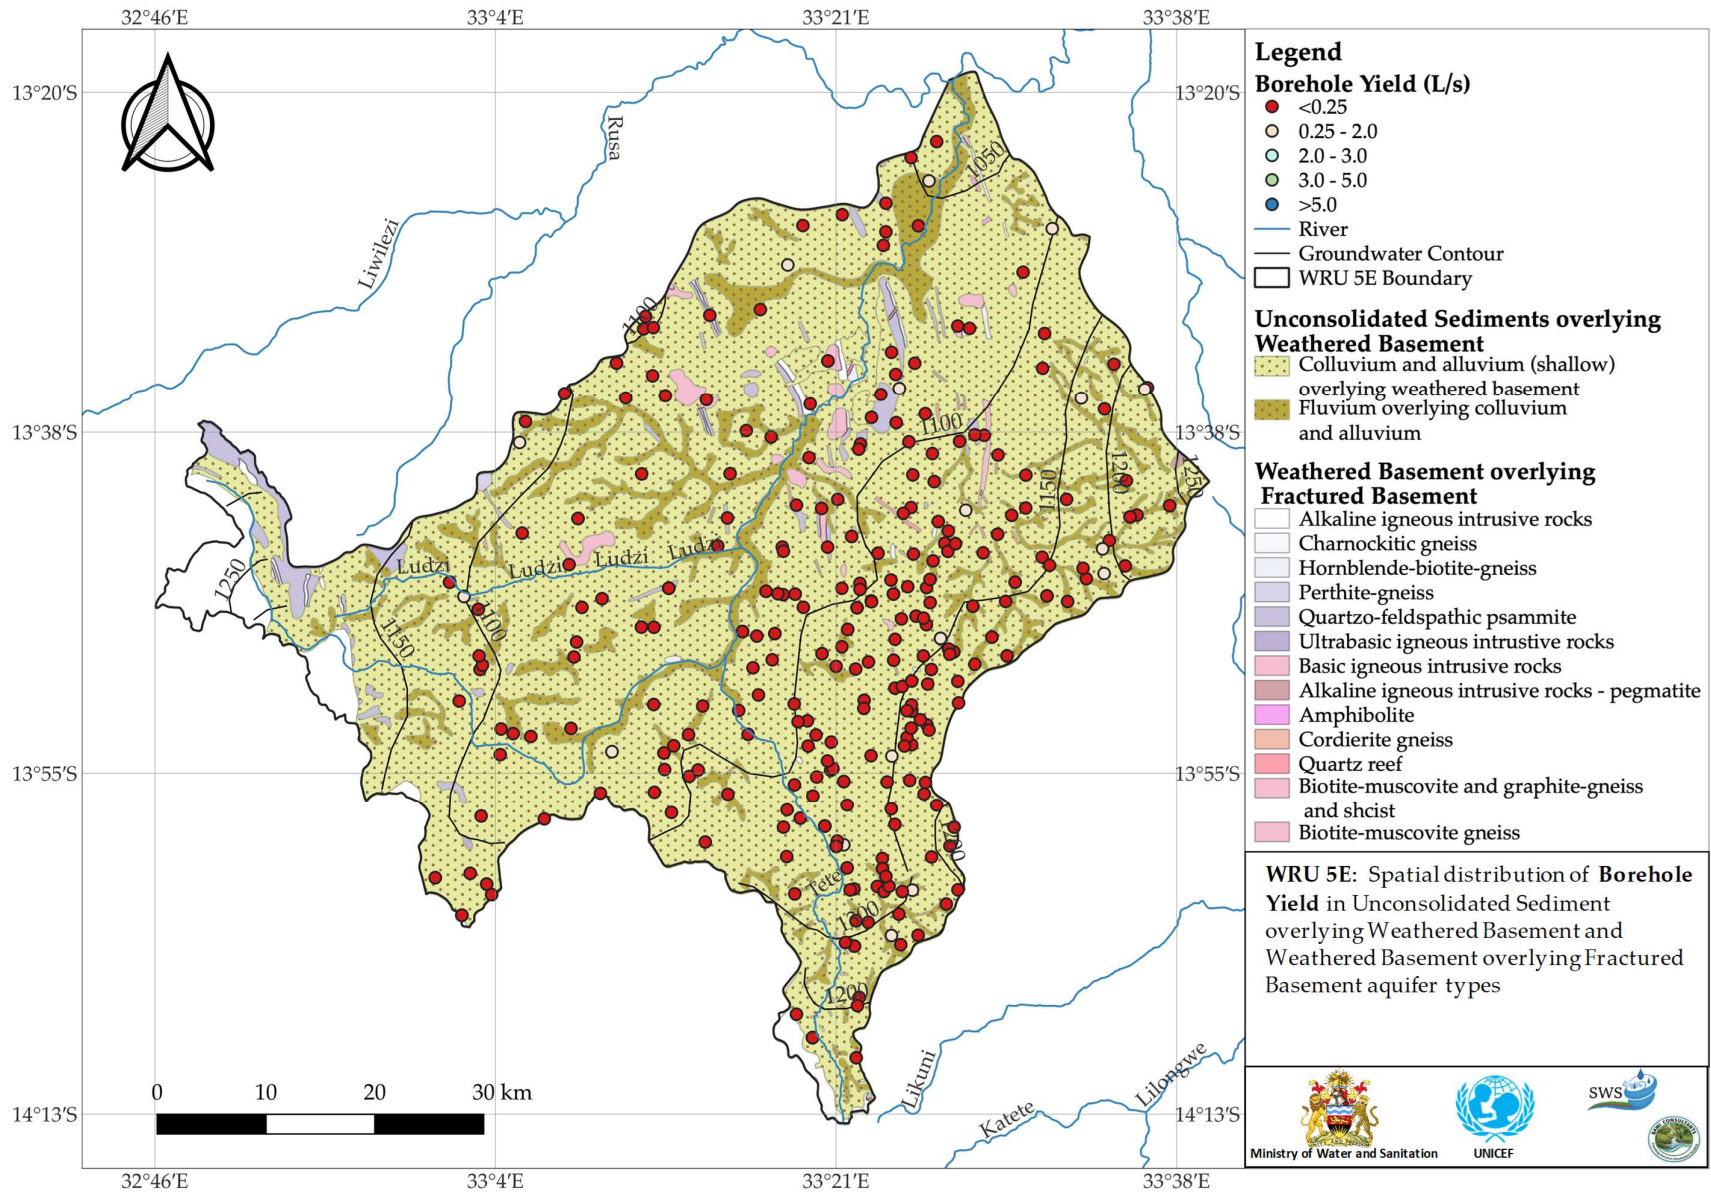 32°46′E 33°4′E 33°21′E 33°38′E
13°20′S 13°20′S
13°38′S 13°38′S
13°55′S 13°55′S
14°13′S 14°13′S
32°46′E 33°4′E 33°21′E 33°38′E
Rusa
Liwilezi
1050
1100
1100
1150
1200
1250
1250
Ludzi Ludzi Ludzi Ludzi
1150
1100
1200
Tete
1200
1200
Likuni
Katete
Lilongwe
0 10 20 30 km
Legend
Borehole Yield (L/s)
<0.25
0.25 - 2.0
2.0 - 3.0
3.0 - 5.0
>5.0
River
Groundwater Contour
WRU 5E Boundary
Unconsolidated Sediments overlying
Weathered Basement
Colluvium and alluvium (shallow)
overlying weathered basement
Fluvium overlying colluvium
and alluvium
Weathered Basement overlying
Fractured Basement
Alkaline igneous intrusive rocks
Charnockitic gneiss
Hornblende-biotite-gneiss
Perthite-gneiss
Quartzo-feldspathic psammite
Ultrabasic igneous intrustive rocks
Basic igneous intrusive rocks
Alkaline igneous intrusive rocks - pegmatite
Amphibolite
Cordierite gneiss
Quartz reef
Biotite-muscovite and graphite-gneiss
and shcist
Biotite-muscovite gneiss
WRU 5E: Spatial distribution of Borehole
Yield in Unconsolidated Sediment
overlying Weathered Basement and
Weathered Basement overlying Fractured
Basement aquifer types
Ministry of Water and Sanitation
UNICEF
SWS